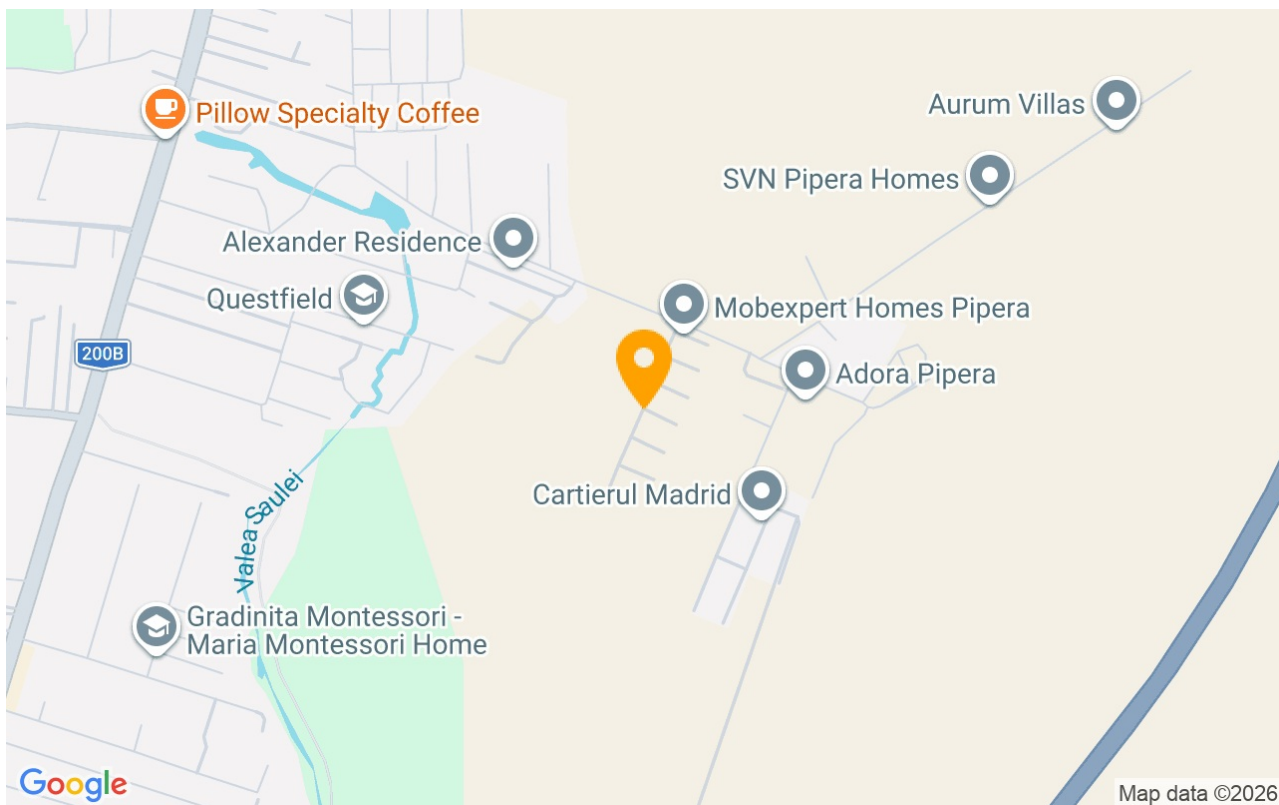 Pillow Specialty Coffee
Aurum Villas
SVN Pipera Homes
Alexander Residence
Questfield
Mobexpert Homes Pipera
200B
Adora Pipera
Cartierul Madrid
Valea Saulei
Gradinita Montessori -
Maria Montessori Home
Google
Map data ©2026